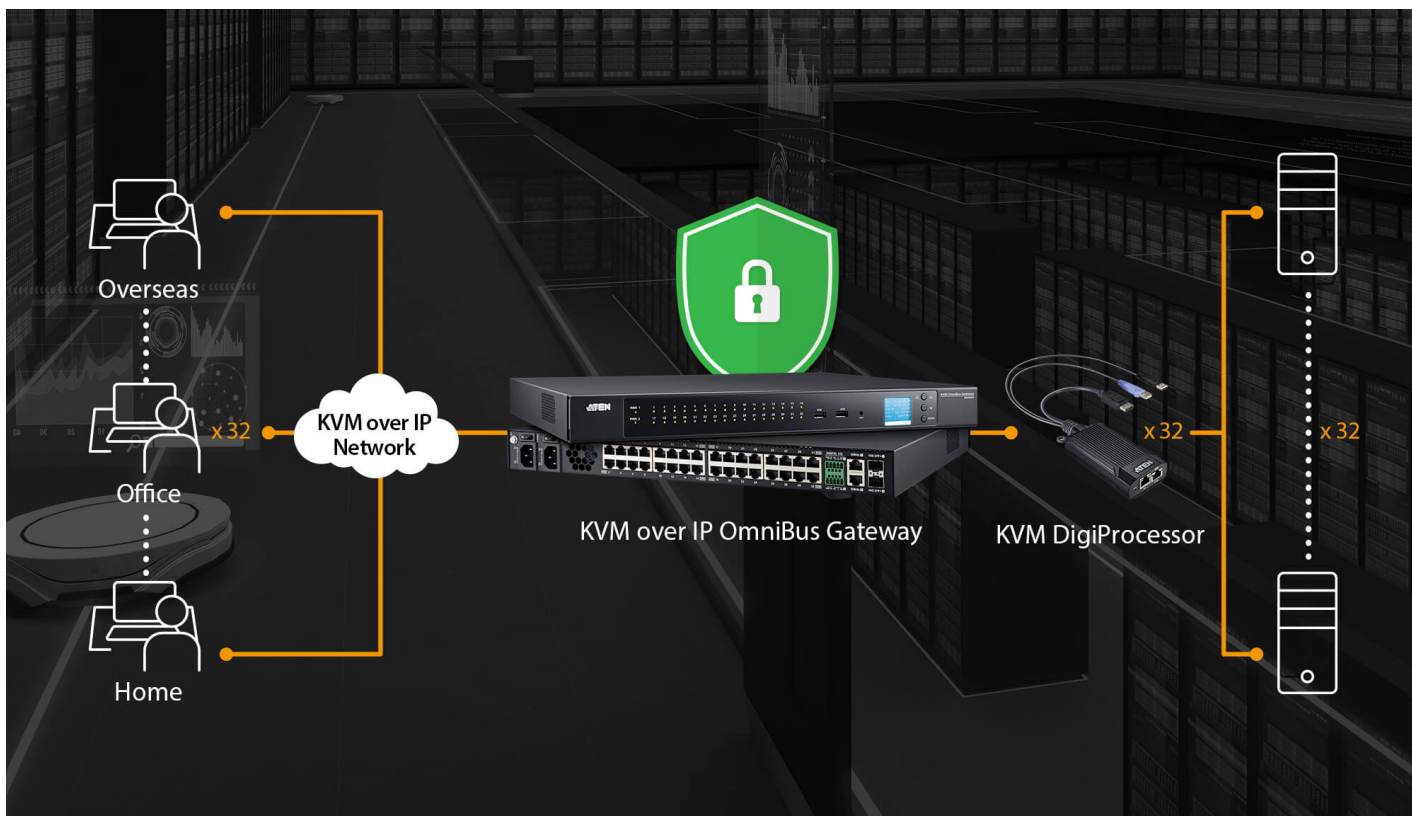 Overseas
Office
x 32
Home
KVM over IP
Network
ATEN
KVM over IP OmniBus Gateway
ATEN
KVM DigiProcessor
x 32
x 32